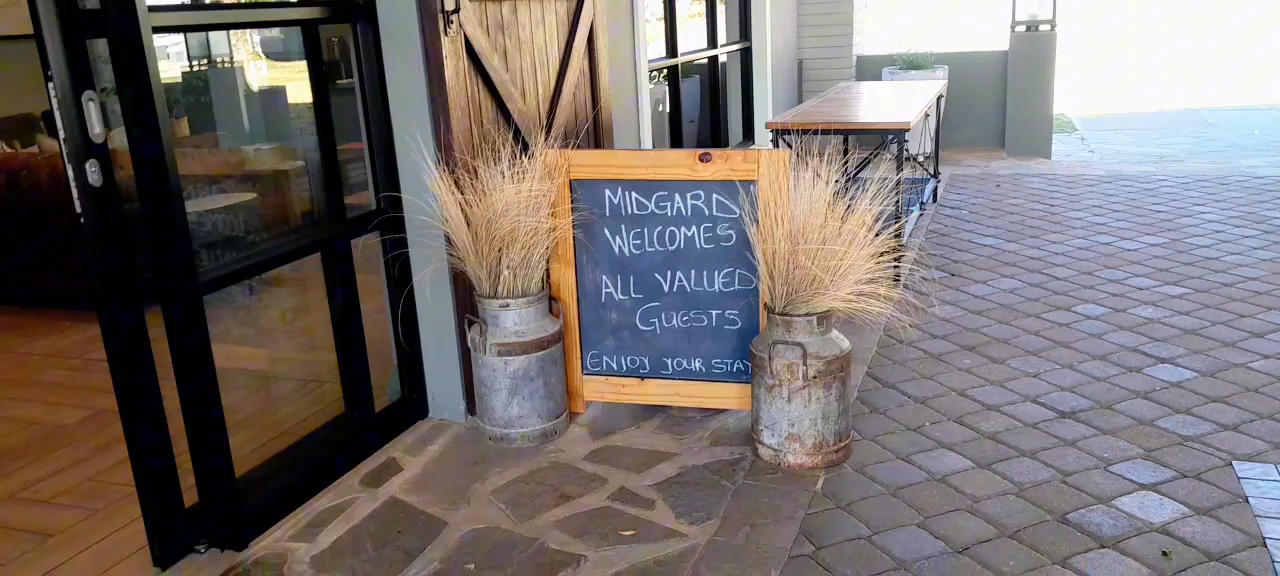 MIDGARD
WELCOMES
ALL VALUED
GUESTS
ENJOY YOUR STAY